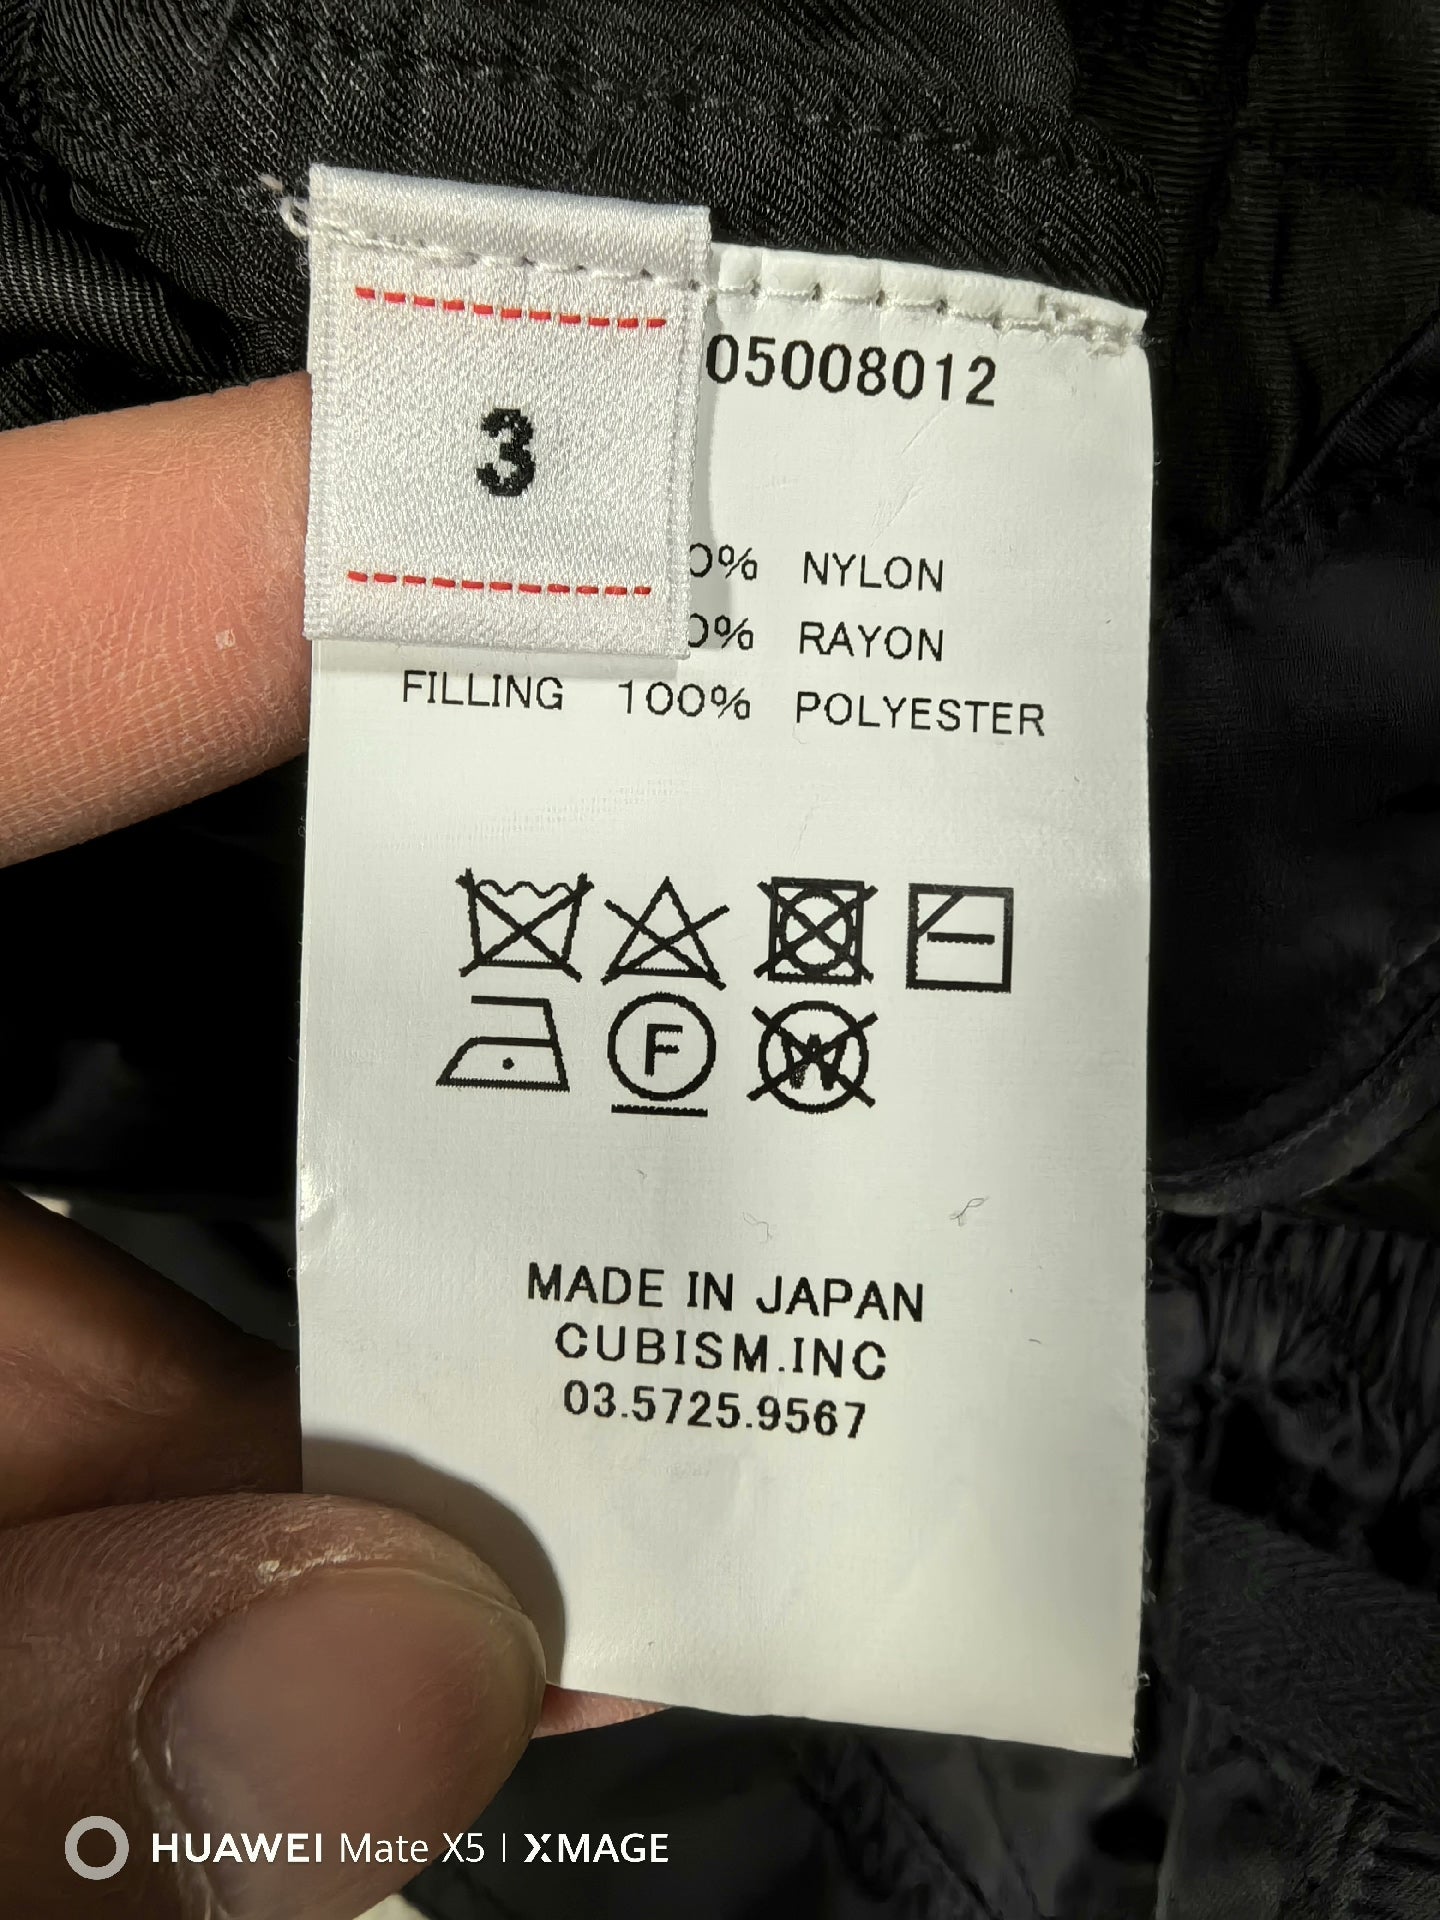 3
05008012
0% NYLON
0% RAYON
FILLING 100% POLYESTER
F
W
MADE IN JAPAN
CUBISM.INC
03.5725.9567
HUAWEI Mate X5 | XMAGE